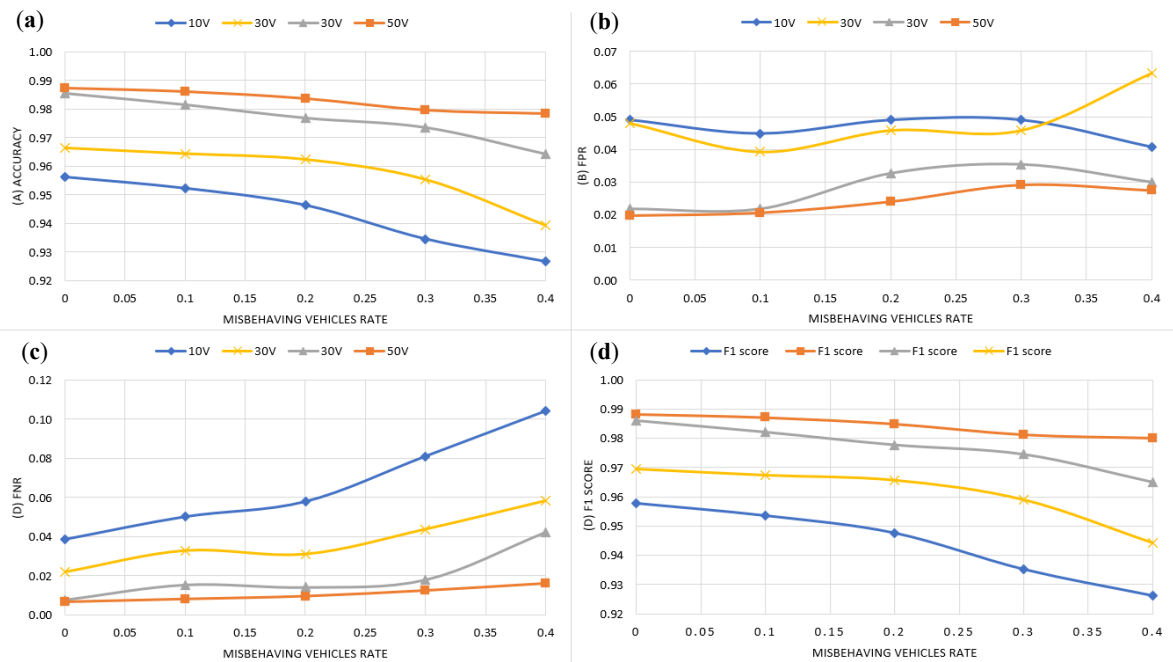 (a)
10V 30V 30V 50V
(A) ACCURACY
1.00
0.99
0.98
0.97
0.96
0.95
0.94
0.93
0.92
0 0.05 0.1 0.15 0.2 0.25 0.3 0.35 0.4
MISBEHAVING VEHICLES RATE
(b)
10V 30V 30V 50V
(B) FPR
0.07
0.06
0.05
0.04
0.03
0.02
0.01
0.00
0 0.05 0.1 0.15 0.2 0.25 0.3 0.35 0.4
MISBEHAVING VEHICLES RATE
(c)
10V 30V 30V 50V
(D) FNR
0.12
0.10
0.08
0.06
0.04
0.02
0.00
0 0.05 0.1 0.15 0.2 0.25 0.3 0.35 0.4
MISBEHAVING VEHICLES RATE
(d)
F1 score F1 score F1 score F1 score
(D) F1 SCORE
1.00
0.99
0.98
0.97
0.96
0.95
0.94
0.93
0.92
0 0.05 0.1 0.15 0.2 0.25 0.3 0.35 0.4
MISBEHAVING VEHICLES RATE